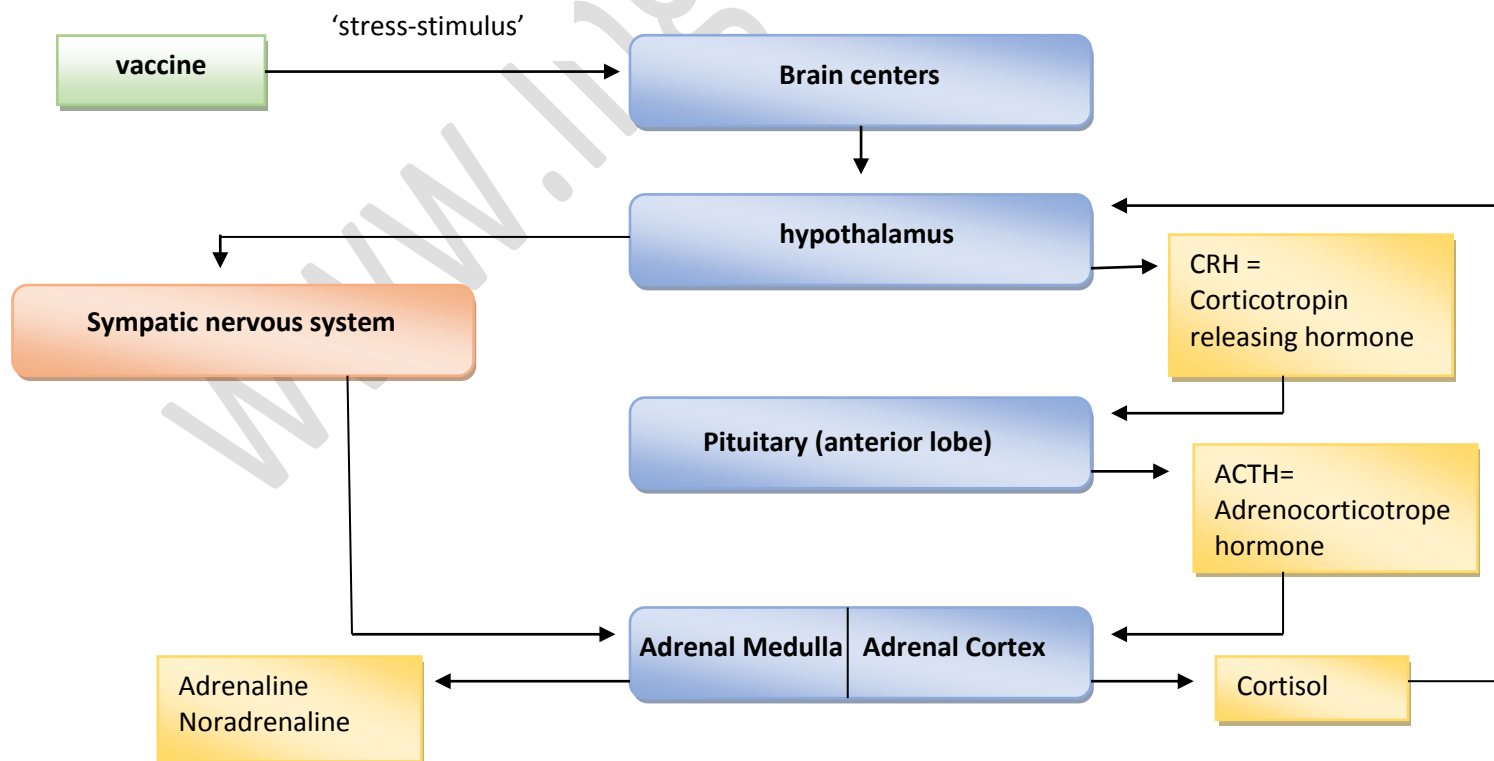 ‘stress-stimulus’
vaccine
Brain centers
hypothalamus
CRH =
Corticotropin
releasing hormone
Sympatic nervous system
Pituitary (anterior lobe)
ACTH=
Adrenocorticotrope
hormone
Adrenal Medulla
Adrenal Cortex
Adrenaline
Noradrenaline
Cortisol
www.